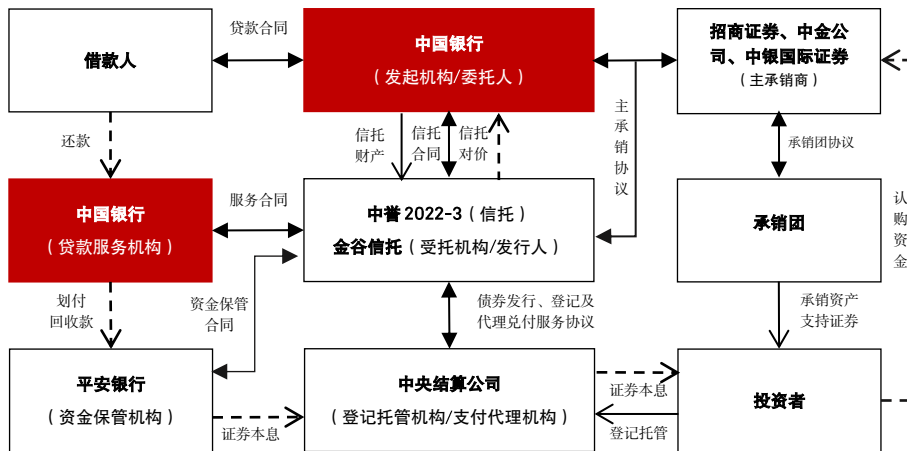 借款人
贷款合同
中国银行
（发起机构/委托人）
招商证券、中金公
司、中银国际证券
（主承销商）
还款
信托
财产
信托
合同
信托
对价
主
承
销
协
议
承销团协议
中国银行
（贷款服务机构）
服务合同
中誉 2022-3（信托）
金谷信托（受托机构/发行人）
承销团
认
购
资
金
划付
回收款
资金保管
合同
债券发行、登记及
代理兑付服务协议
承销资产
支持证券
平安银行
（资金保管机构）
证券本息
中央结算公司
（登记托管机构/支付代理机构）
证券本息
登记托管
投资者